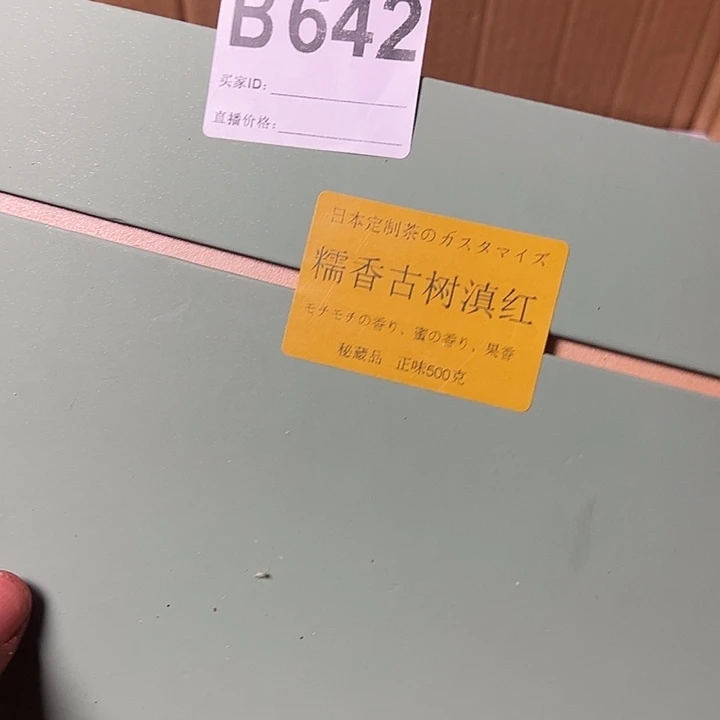 B642
买家ID:
直播价格:
日本定制茶のカスタマイズ
糯香古树滇红
モチモチの香り、蜜の香り、果香
秘蔵品 正味500克